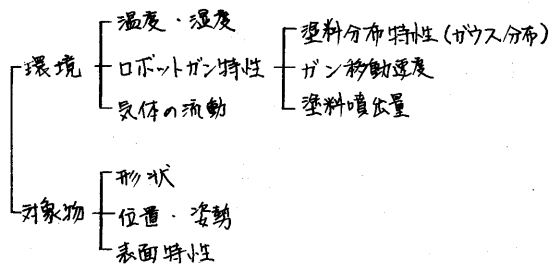 温度・湿度
塗料分布特性(ガウス分布)
環境
ロボットガン特性
ガン移動速度
気体の流動
塗料噴出量
形状
対象物
位置・姿勢
表面特性